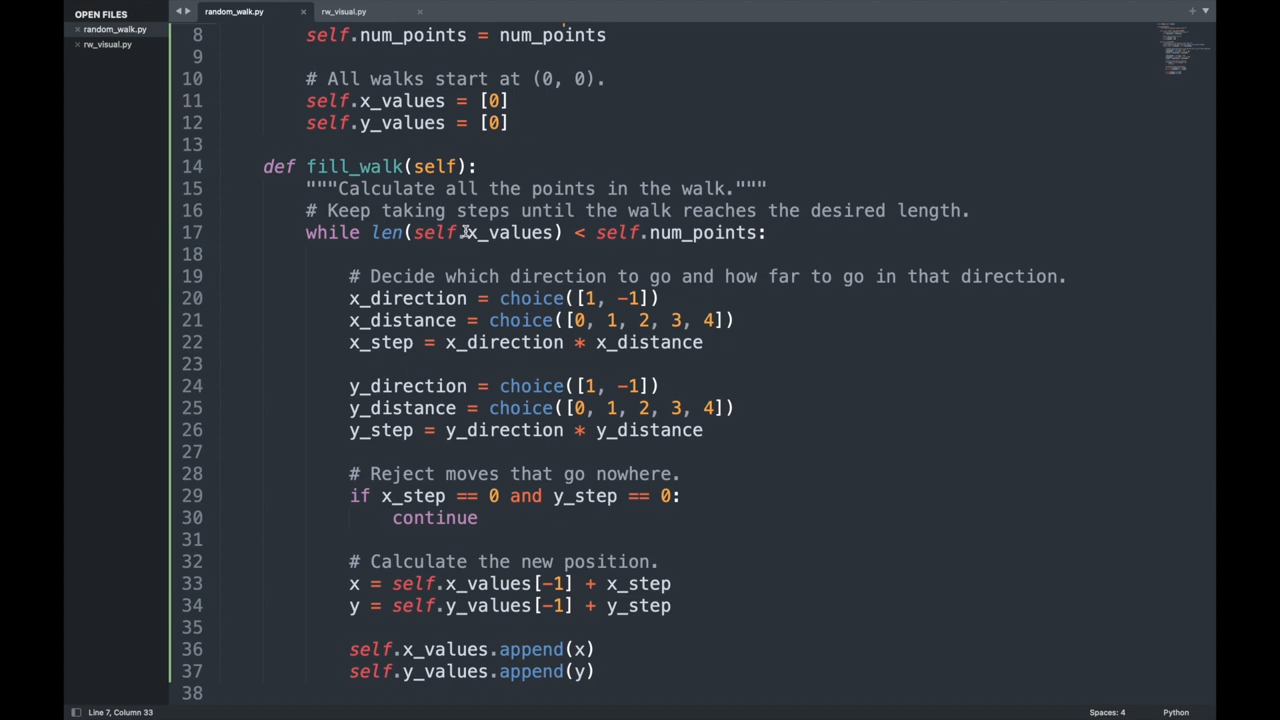 OPEN FILES
random_walk.py
rw_visual.py
random_walk.py
rw_visual.py
8 self.num_points = num_points
9
10 # All walks start at (0, 0).
11 self.x_values = [0]
12 self.y_values = [0]
13
14 def fill_walk(self):
15 """Calculate all the points in the walk."""
16 # Keep taking steps until the walk reaches the desired length.
17 while len(self.x_values) < self.num_points:
18
19 # Decide which direction to go and how far to go in that direction.
20 x_direction = choice([1, -1])
21 x_distance = choice([0, 1, 2, 3, 4])
22 x_step = x_direction * x_distance
23
24 y_direction = choice([1, -1])
25 y_distance = choice([0, 1, 2, 3, 4])
26 y_step = y_direction * y_distance
27
28 # Reject moves that go nowhere.
29 if x_step == 0 and y_step == 0:
30 continue
31
32 # Calculate the new position.
33 x = self.x_values[-1] + x_step
34 y = self.y_values[-1] + y_step
35
36 self.x_values.append(x)
37 self.y_values.append(y)
38
Line 7, Column 33
Spaces: 4
Python